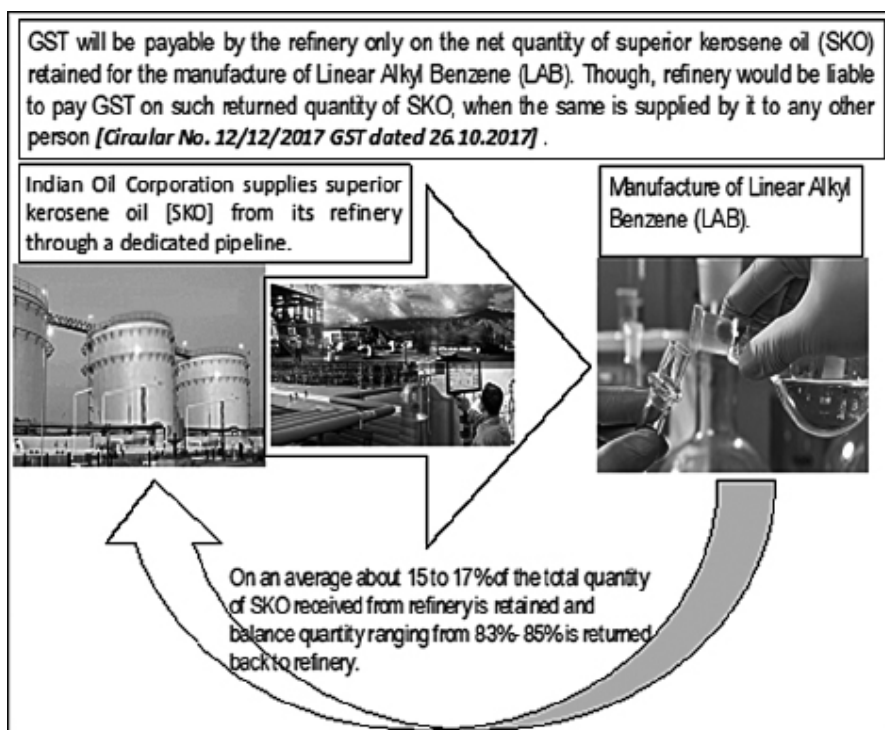 GST will be payable by the refinery only on the net quantity of superior kerosene oil (SKO)
retained for the manufacture of Linear Alkyl Benzene (LAB). Though, refinery would be liable
to pay GST on such returned quantity of SKO, when the same is supplied by it to any other
person [Circular No. 12/12/2017 GST dated 26.10.2017] .
Indian Oil Corporation supplies superior
kerosene oil [SKO] from its refinery
through a dedicated pipeline.
Manufacture of Linear Alkyl
Benzene (LAB).
On an average about 15 to 17% of the total quantity
of SKO received from refinery is retained and
balance quantity ranging from 83%- 85% is returned
back to refinery.